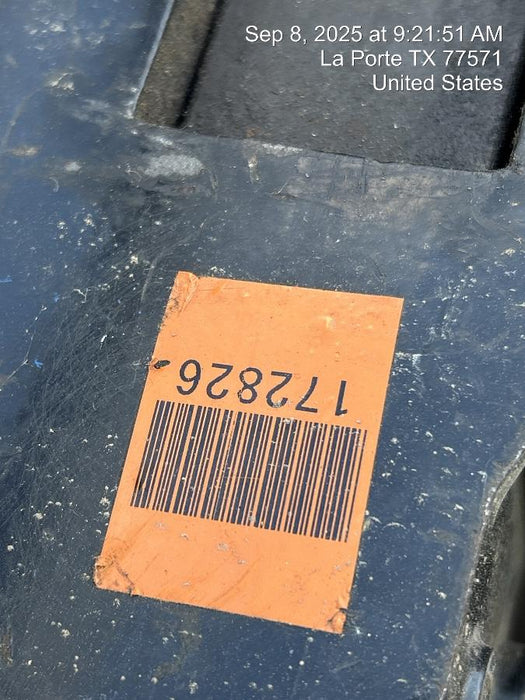 Sep 8, 2025 at 9:21:51 AM
La Porte TX 77571
United States
172826